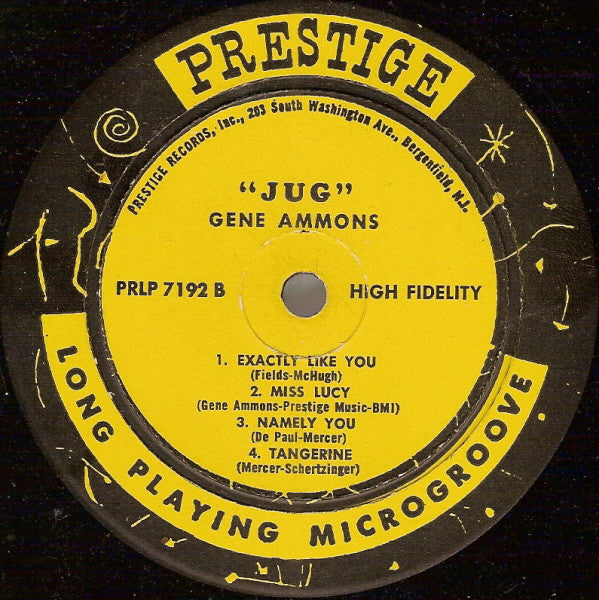 PRESTIGE
PRESTIGE RECORDS, Inc., 203 South Washington Ave., Bergenfield, N.J.
"JUG"
GENE AMMONS
PRLP 7192 B HIGH FIDELITY
1. EXACTLY LIKE YOU
(Fields-McHugh)
2. MISS LUCY
(Gene Ammons-Prestige Music-BMI)
3. NAMELY YOU
(De Paul-Mercer)
4. TANGERINE
(Mercer-Schertzinger)
LONG PLAYING MICROGROOVE